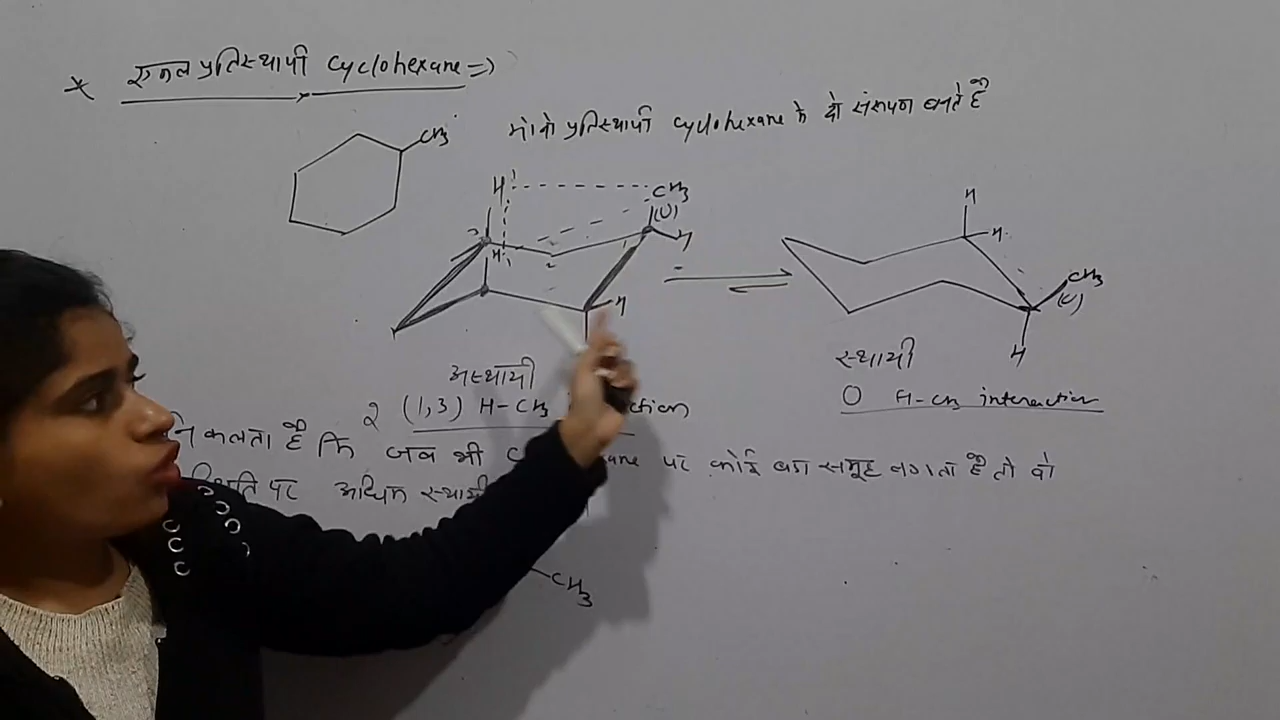 * एकल प्रतिस्थापी cyclohexane =>
CH3
मोनो प्रतिस्थापी cyclohexane के दो संरूपण बनते है
H CH3
(U)
H
H
H
H
H
CH3
(U)
H
अस्थायी
स्थायी
2 (1,3) H-CH3
0 H-CH3 interaction
कलता है कि जब भी पर कोई बडा समूह लगता है तो वो
पर अधिक स्थायी
CH3